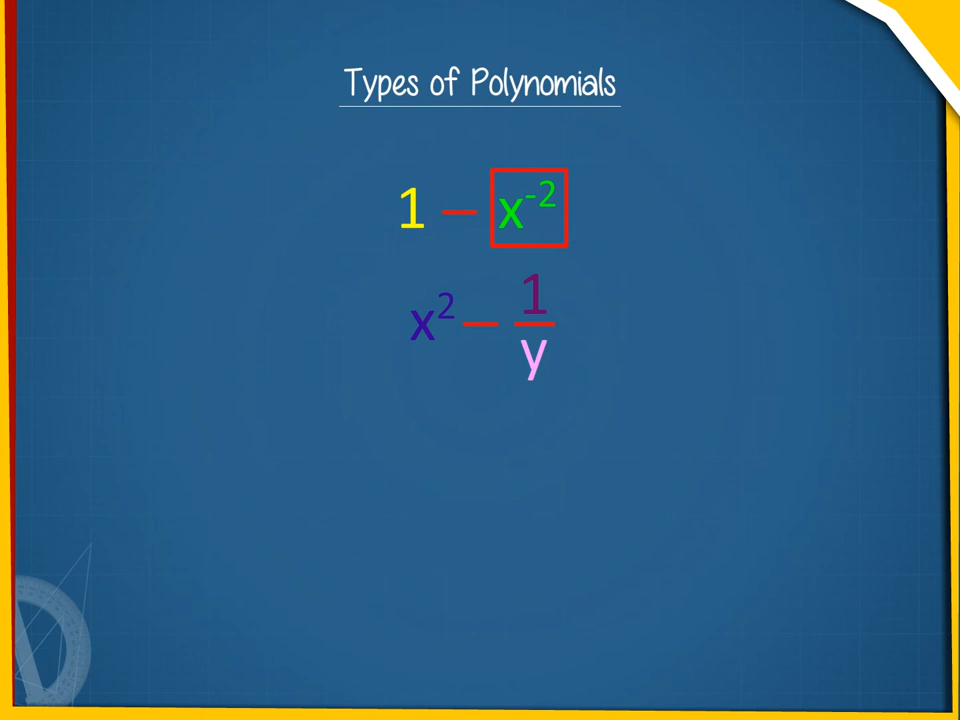 Types of Polynomials
1 – x⁻²
x² – 1/y